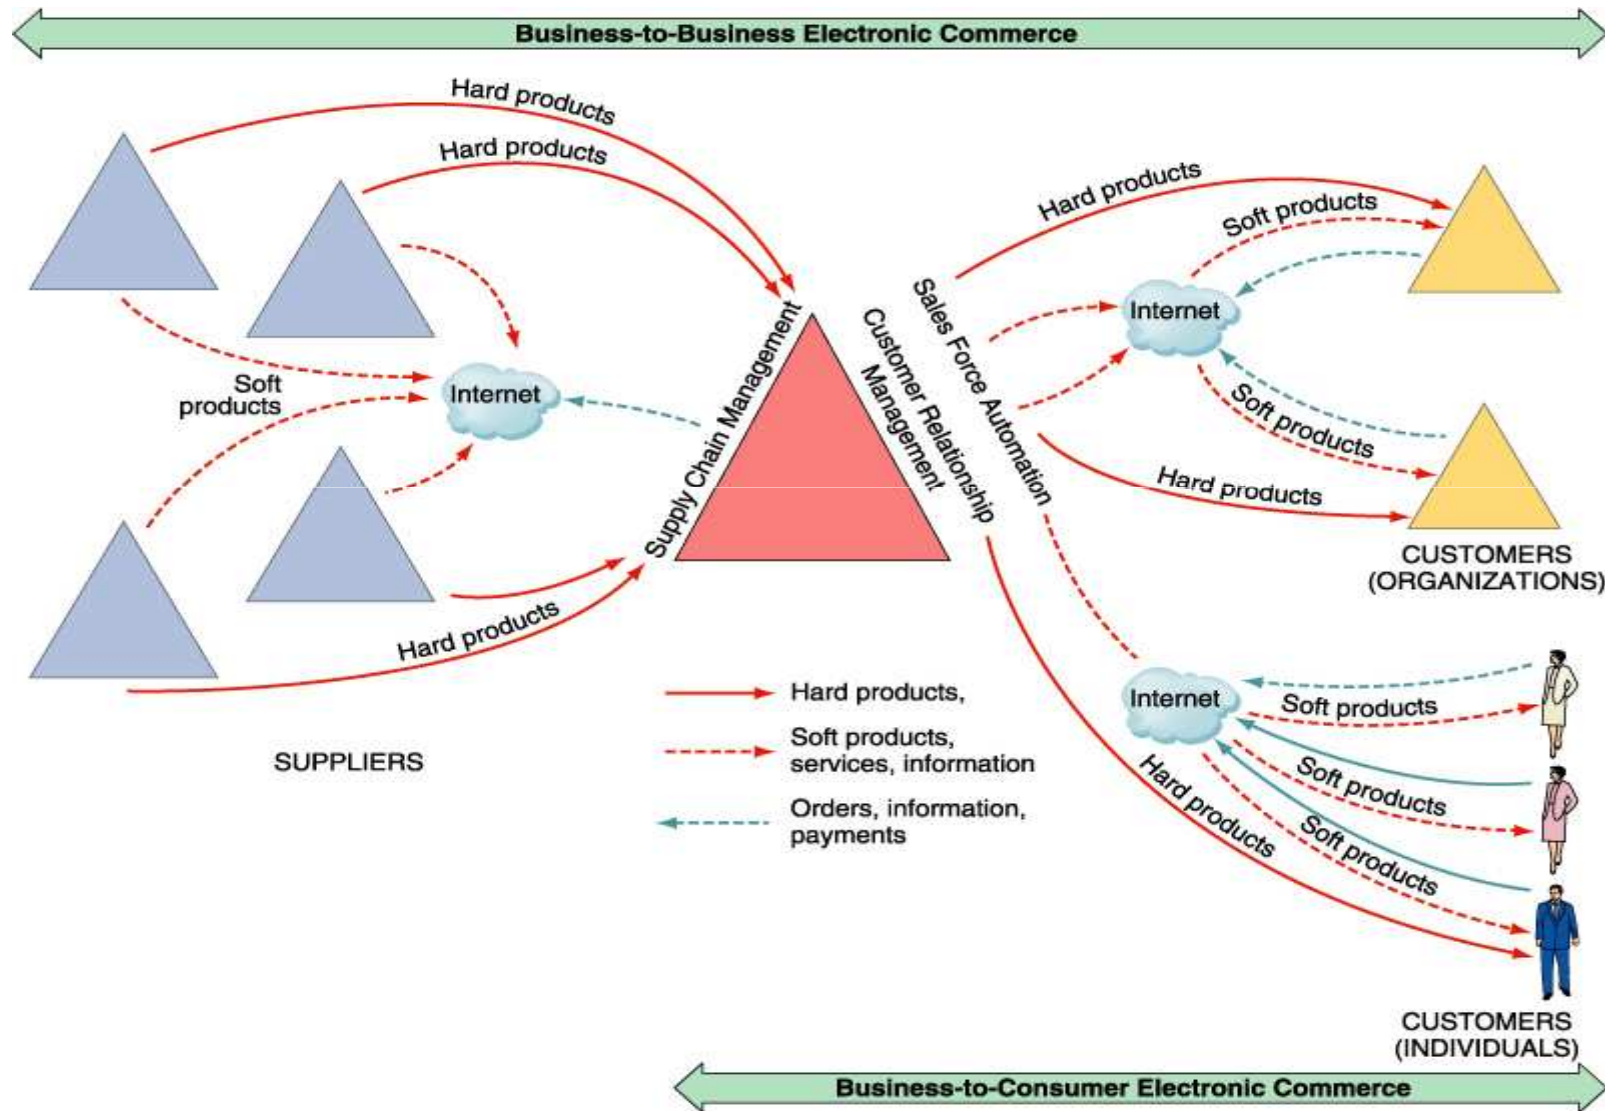 Business-to-Business Electronic Commerce
Hard products
Hard products
Soft
products
Internet
Hard products
SUPPLIERS
Supply Chain Management
Customer Relationship
Management
Sales Force Automation
Hard products
Soft products
Internet
Soft products
Hard products
CUSTOMERS
(ORGANIZATIONS)
Hard products,
Soft products,
services, information
Orders, information,
payments
Internet
Soft products
Soft products
Soft products
Hard products
CUSTOMERS
(INDIVIDUALS)
Business-to-Consumer Electronic Commerce